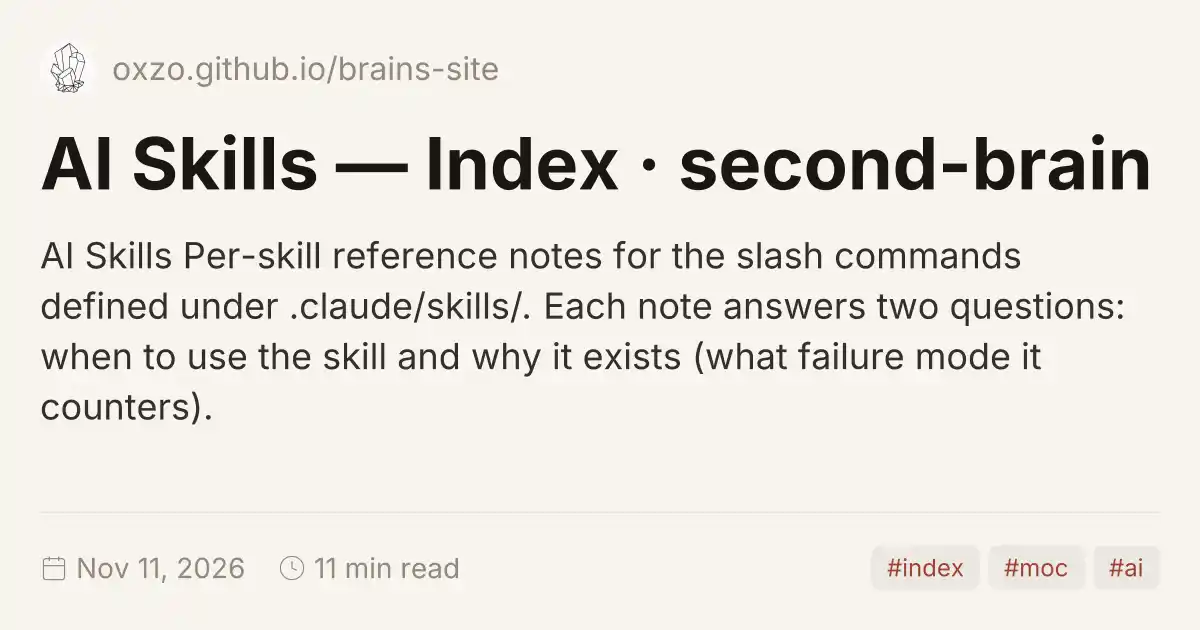 oxzo.github.io/brains-site
AI Skills — Index · second-brain
AI Skills Per-skill reference notes for the slash commands
defined under .claude/skills/. Each note answers two questions:
when to use the skill and why it exists (what failure mode it
counters).
Nov 11, 2026 11 min read #index #moc #ai